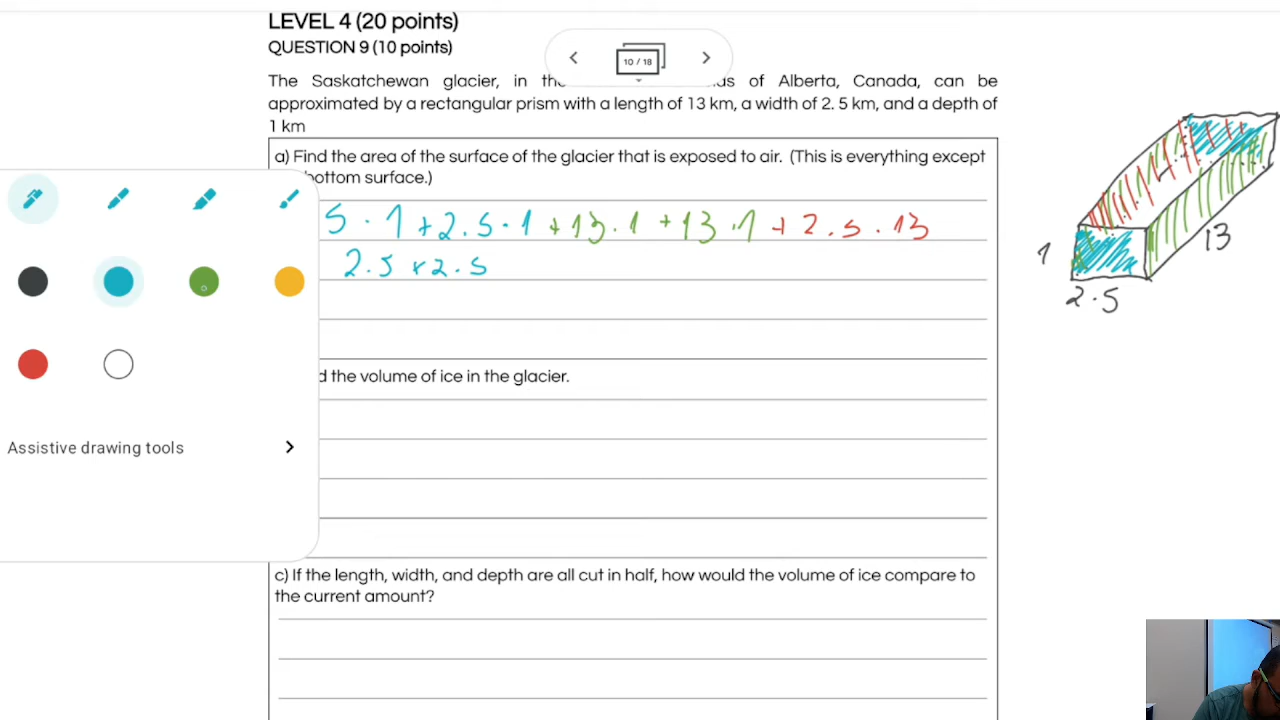 LEVEL 4 (20 points)
QUESTION 9 (10 points)
10 / 18
The Saskatchewan glacier, in of Alberta, Canada, can be
approximated by a rectangular prism with a length of 13 km, a width of 2. 5 km, and a depth of
1 km
a) Find the area of the surface of the glacier that is exposed to air. (This is everything except
bottom surface.)
5 · 1 + 2.5 · 1 + 13 · 1 + 13 · 1 + 2.5 · 13
2.5 + 2.5
1
2.5
13
the volume of ice in the glacier.
Assistive drawing tools
c) If the length, width, and depth are all cut in half, how would the volume of ice compare to
the current amount?